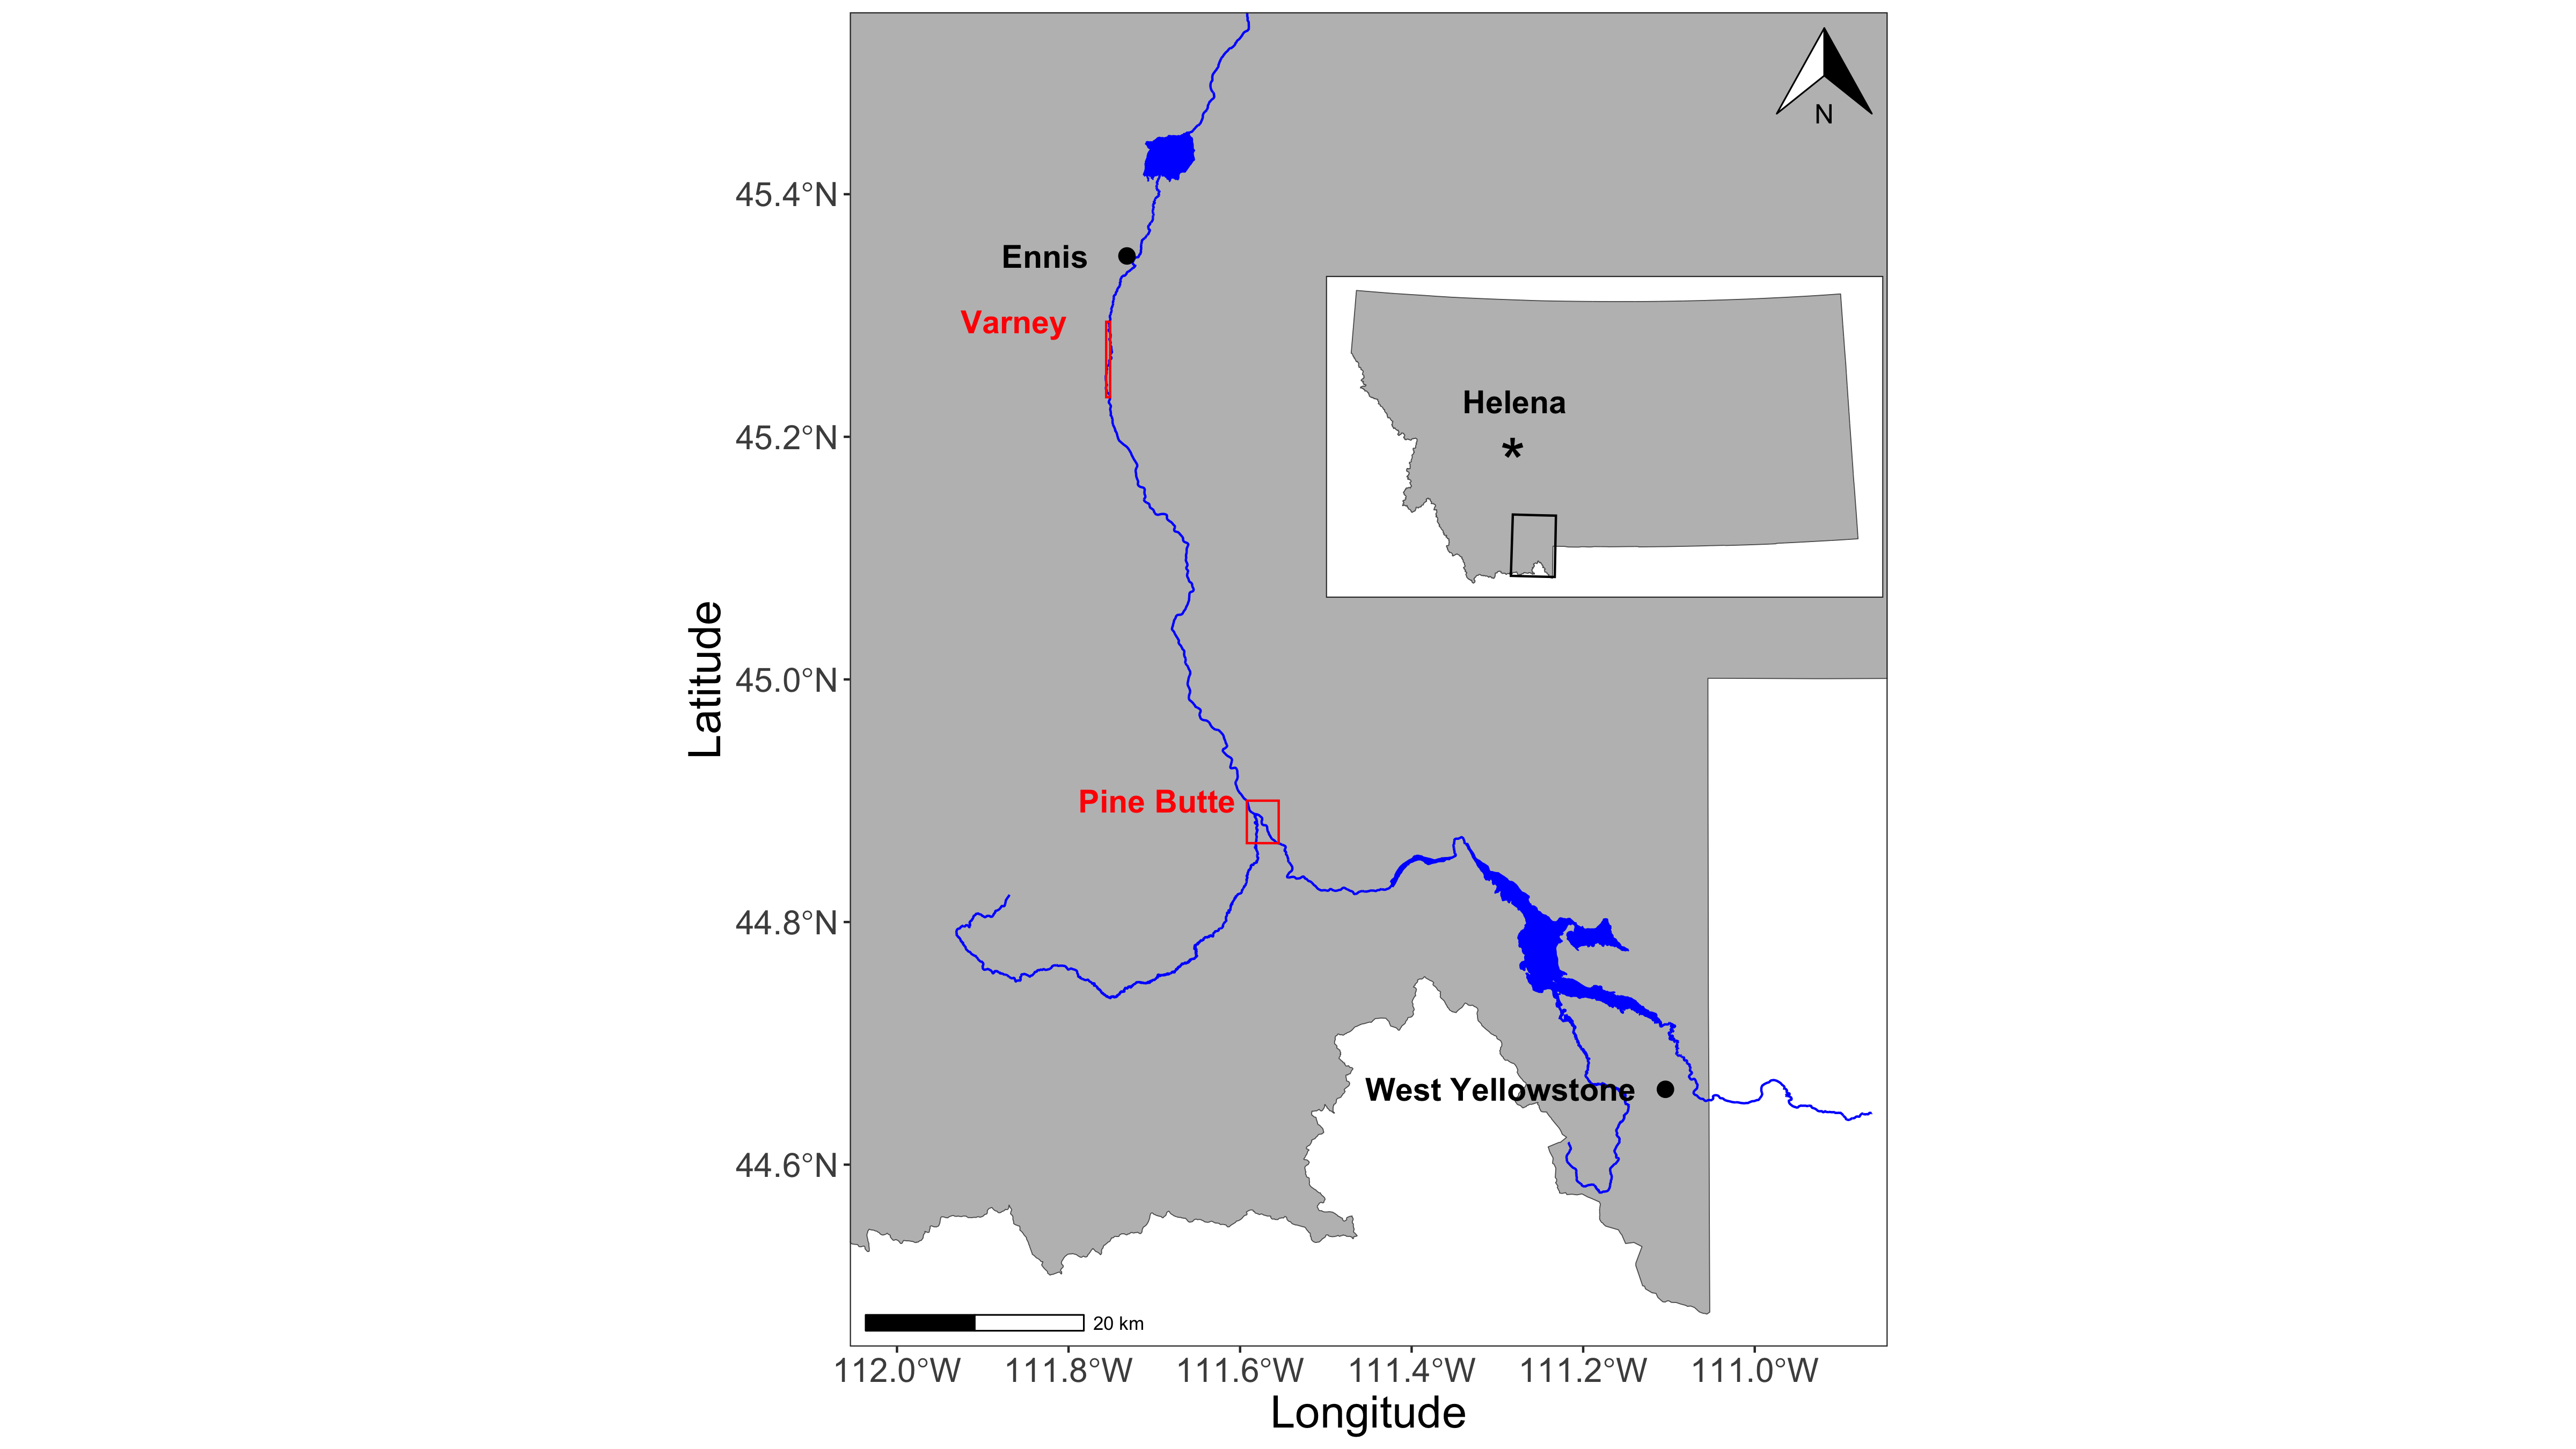 N
45.4°N
Ennis
Varney
Helena
*
45.2°N
45.0°N
Latitude
Pine Butte
44.8°N
West Yellowstone
44.6°N
20 km
112.0°W 111.8°W 111.6°W 111.4°W 111.2°W 111.0°W
Longitude